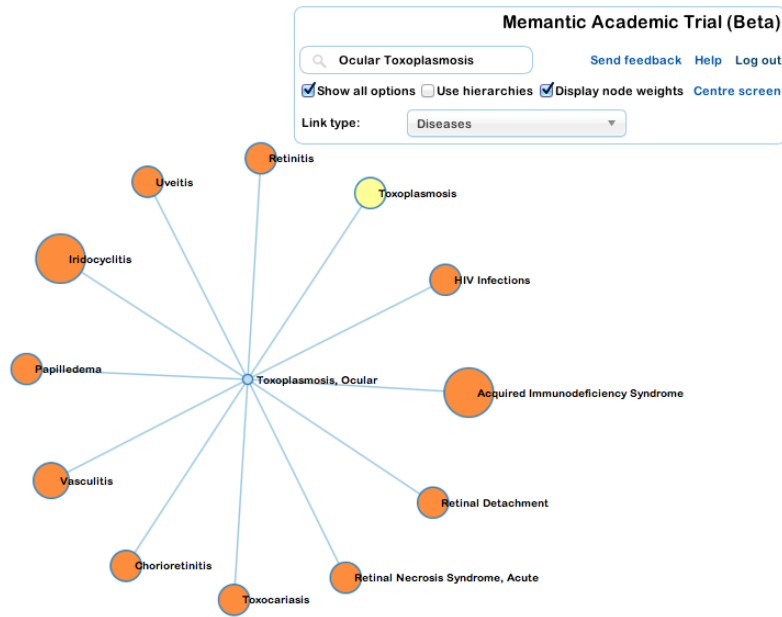 Memantic Academic Trial (Beta)
Ocular Toxoplasmosis
Send feedback Help Log out
Show all options Use hierarchies Display node weights Centre screen
Link type: Diseases
Retinitis
Uveitis
Toxoplasmosis
Iridocyclitis
HIV Infections
Papilledema
Toxoplasmosis, Ocular
Acquired Immunodeficiency Syndrome
Vasculitis
Retinal Detachment
Chorioretinitis
Retinal Necrosis Syndrome, Acute
Toxocariasis